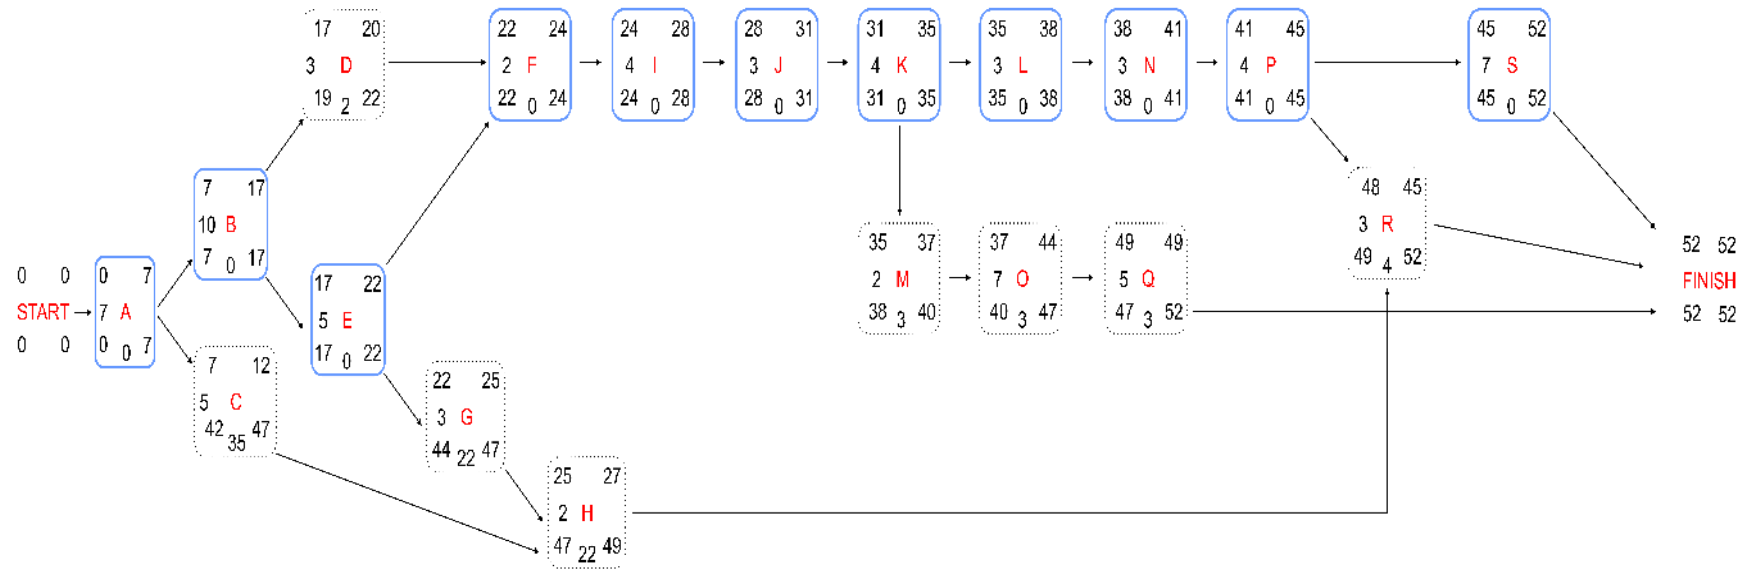 17 20
3 D
19 2 22
22 24
2 F
22 0 24
24 28
4 I
24 0 28
28 31
3 J
28 0 31
31 35
4 K
31 0 35
35 38
3 L
35 0 38
38 41
3 N
38 0 41
41 45
4 P
41 0 45
45 52
7 S
45 0 52
7 17
10 B
7 0 17
48 45
3 R
49 4 52
35 37
2 M
38 3 40
37 44
7 O
40 3 47
49 49
5 Q
47 3 52
52 52
FINISH
52 52
0 0
START
0 0
0 7
7 A
0 0 7
17 22
5 E
17 0 22
7 12
5 C
42 35 47
22 25
3 G
44 22 47
25 27
2 H
47 22 49